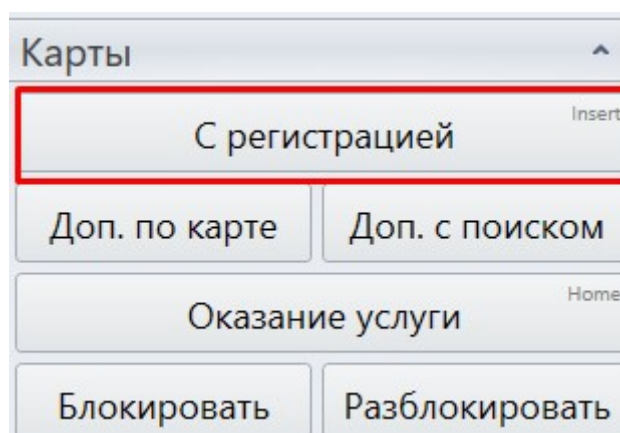 Карты
С регистрацией Insert
Доп. по карте Доп. с поиском
Оказание услуги Home
Блокировать Разблокировать